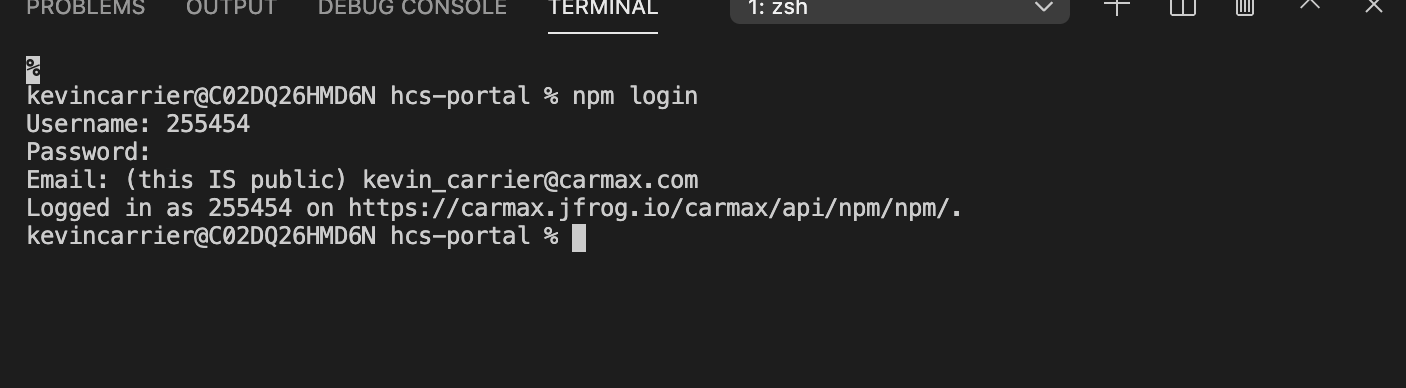 PROBLEMS OUTPUT DEBUG CONSOLE TERMINAL 1: zsh
%
kevincarrier@C02DQ26HMD6N hcs-portal % npm login
Username: 255454
Password:
Email: (this IS public) kevin_carrier@carmax.com
Logged in as 255454 on https://carmax.jfrog.io/carmax/api/npm/npm/.
kevincarrier@C02DQ26HMD6N hcs-portal %